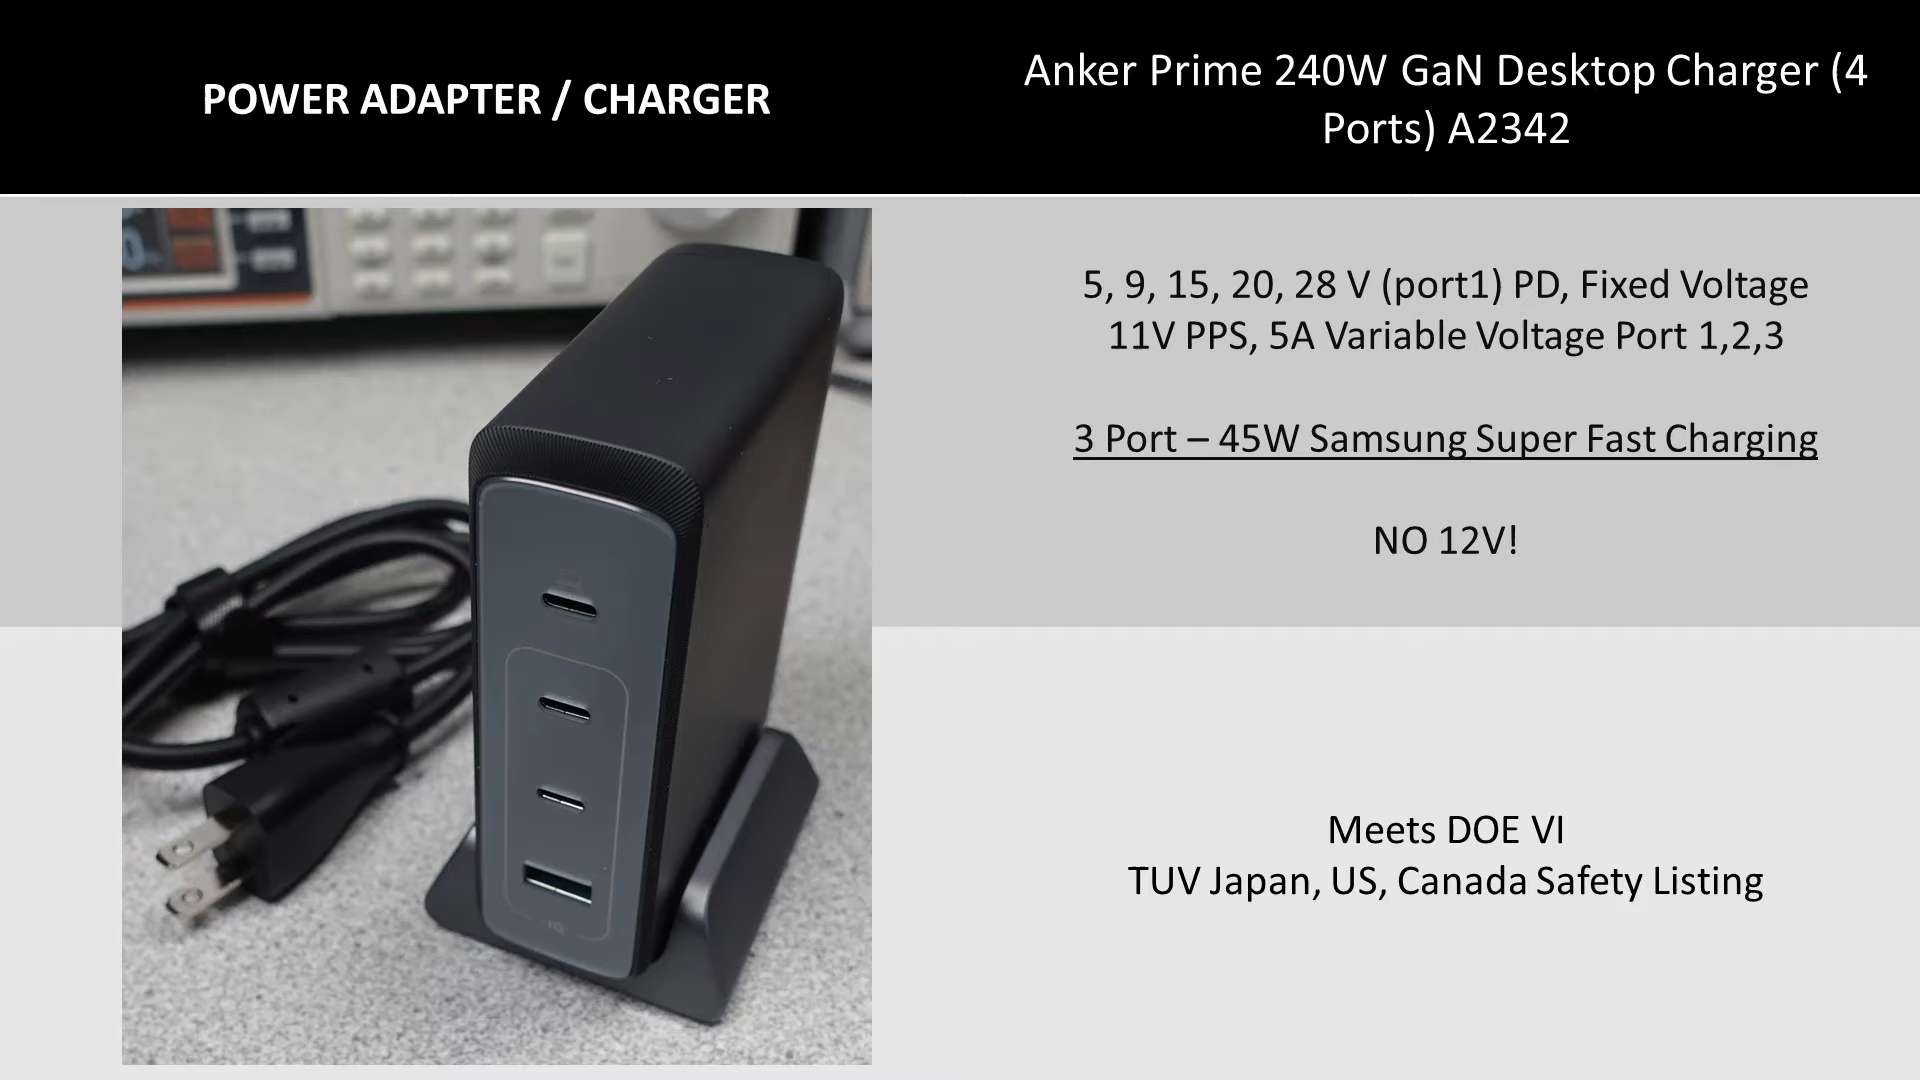 POWER ADAPTER / CHARGER
Anker Prime 240W GaN Desktop Charger (4
Ports) A2342
5, 9, 15, 20, 28 V (port1) PD, Fixed Voltage
11V PPS, 5A Variable Voltage Port 1,2,3
3 Port – 45W Samsung Super Fast Charging
NO 12V!
Meets DOE VI
TUV Japan, US, Canada Safety Listing